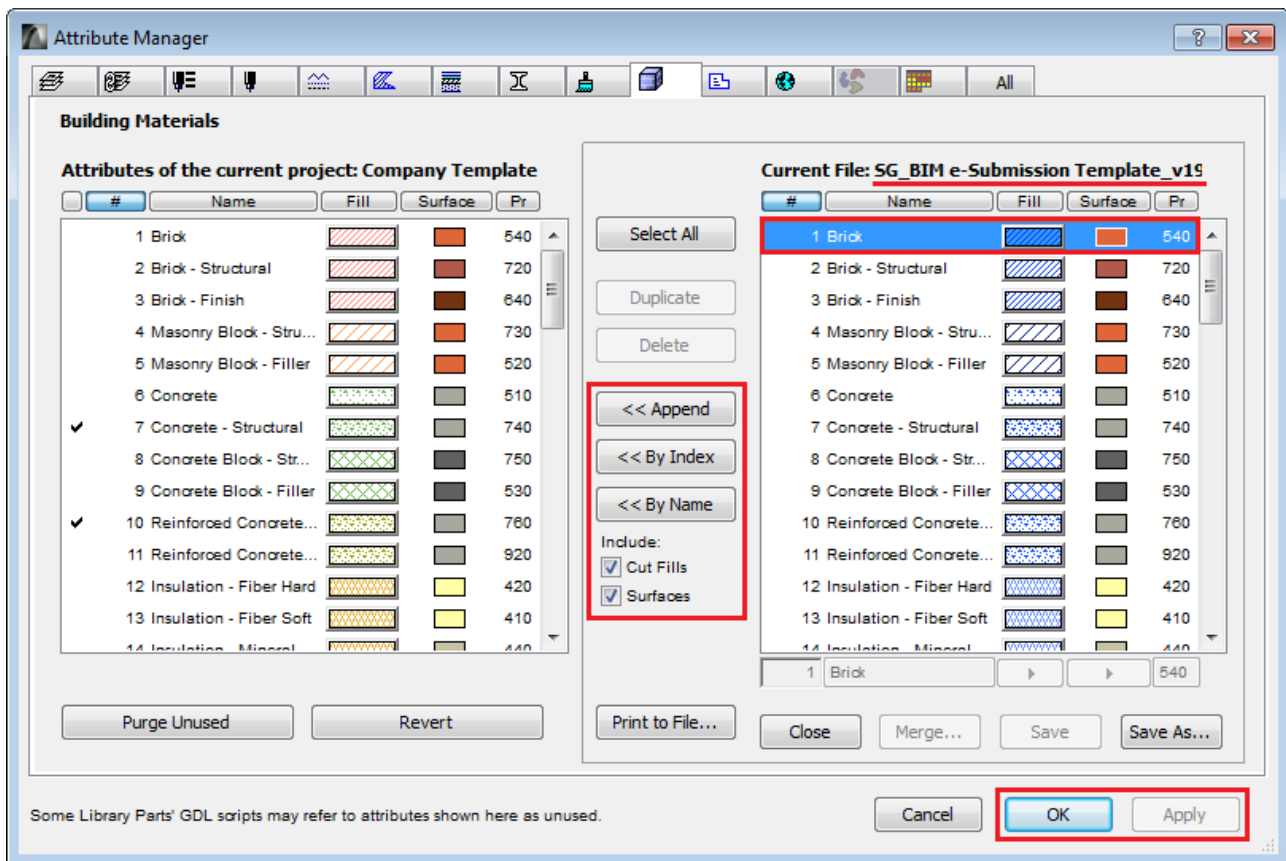 Attribute Manager
All
Building Materials
Attributes of the current project: Company Template
# Name Fill Surface Pr
1 Brick 540
2 Brick - Structural 720
3 Brick - Finish 640
4 Masonry Block - Stru... 730
5 Masonry Block - Filler 520
6 Concrete 510
7 Concrete - Structural 740
8 Concrete Block - Str... 750
9 Concrete Block - Filler 530
10 Reinforced Concrete... 760
11 Reinforced Concrete... 920
12 Insulation - Fiber Hard 420
13 Insulation - Fiber Soft 410
14 Insulation - Mineral 440
Purge Unused
Revert
Select All
Duplicate
Delete
<< Append
<< By Index
<< By Name
Include:
Cut Fills
Surfaces
Print to File...
Current File: SG_BIM e-Submission Template_v19
# Name Fill Surface Pr
1 Brick 540
2 Brick - Structural 720
3 Brick - Finish 640
4 Masonry Block - Stru... 730
5 Masonry Block - Filler 520
6 Concrete 510
7 Concrete - Structural 740
8 Concrete Block - Str... 750
9 Concrete Block - Filler 530
10 Reinforced Concrete... 760
11 Reinforced Concrete... 920
12 Insulation - Fiber Hard 420
13 Insulation - Fiber Soft 410
14 Insulation - Mineral 440
1 Brick 540
Close
Merge...
Save
Save As...
Some Library Parts' GDL scripts may refer to attributes shown here as unused.
Cancel
OK
Apply